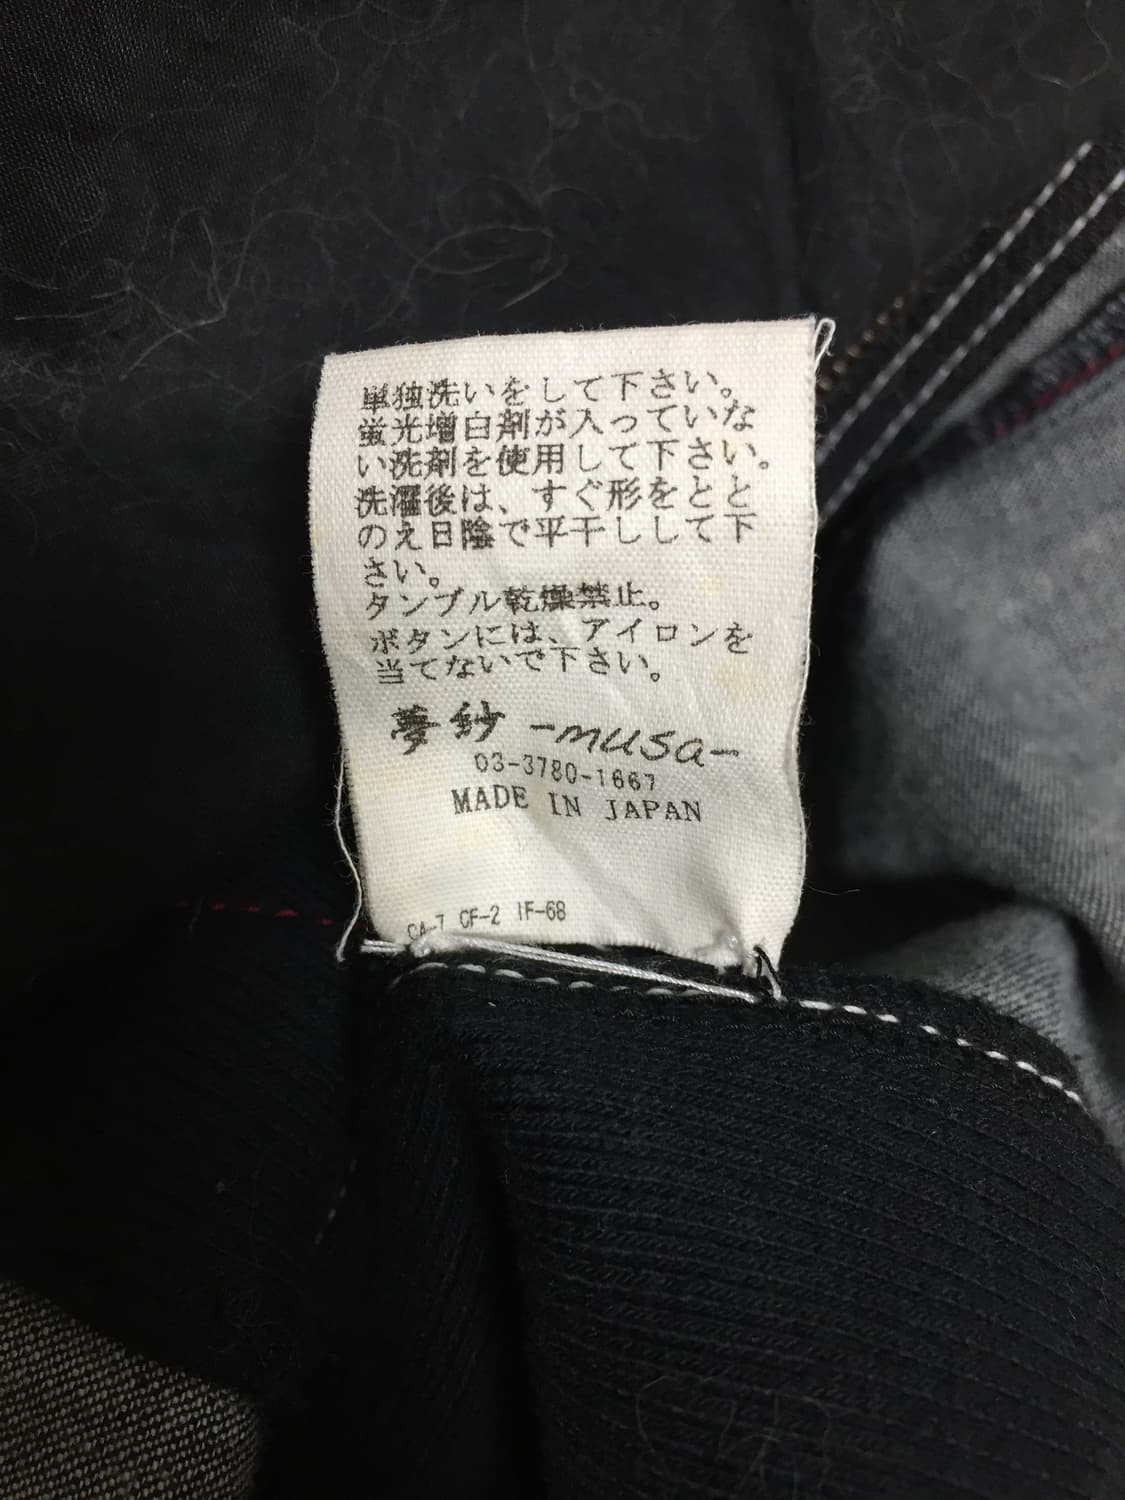 単独洗いをして下さい。
蛍光増白剤が入っていな
い洗剤を使用して下さい。
洗濯後は、すぐ形をとと
のえ日陰で平干しして下
さい。
タンブル乾燥禁止。
ボタンには、アイロンを
当てないで下さい。
夢紗 -musa-
03-3780-1667
MADE IN JAPAN
CA-7 CF-2 IF-68